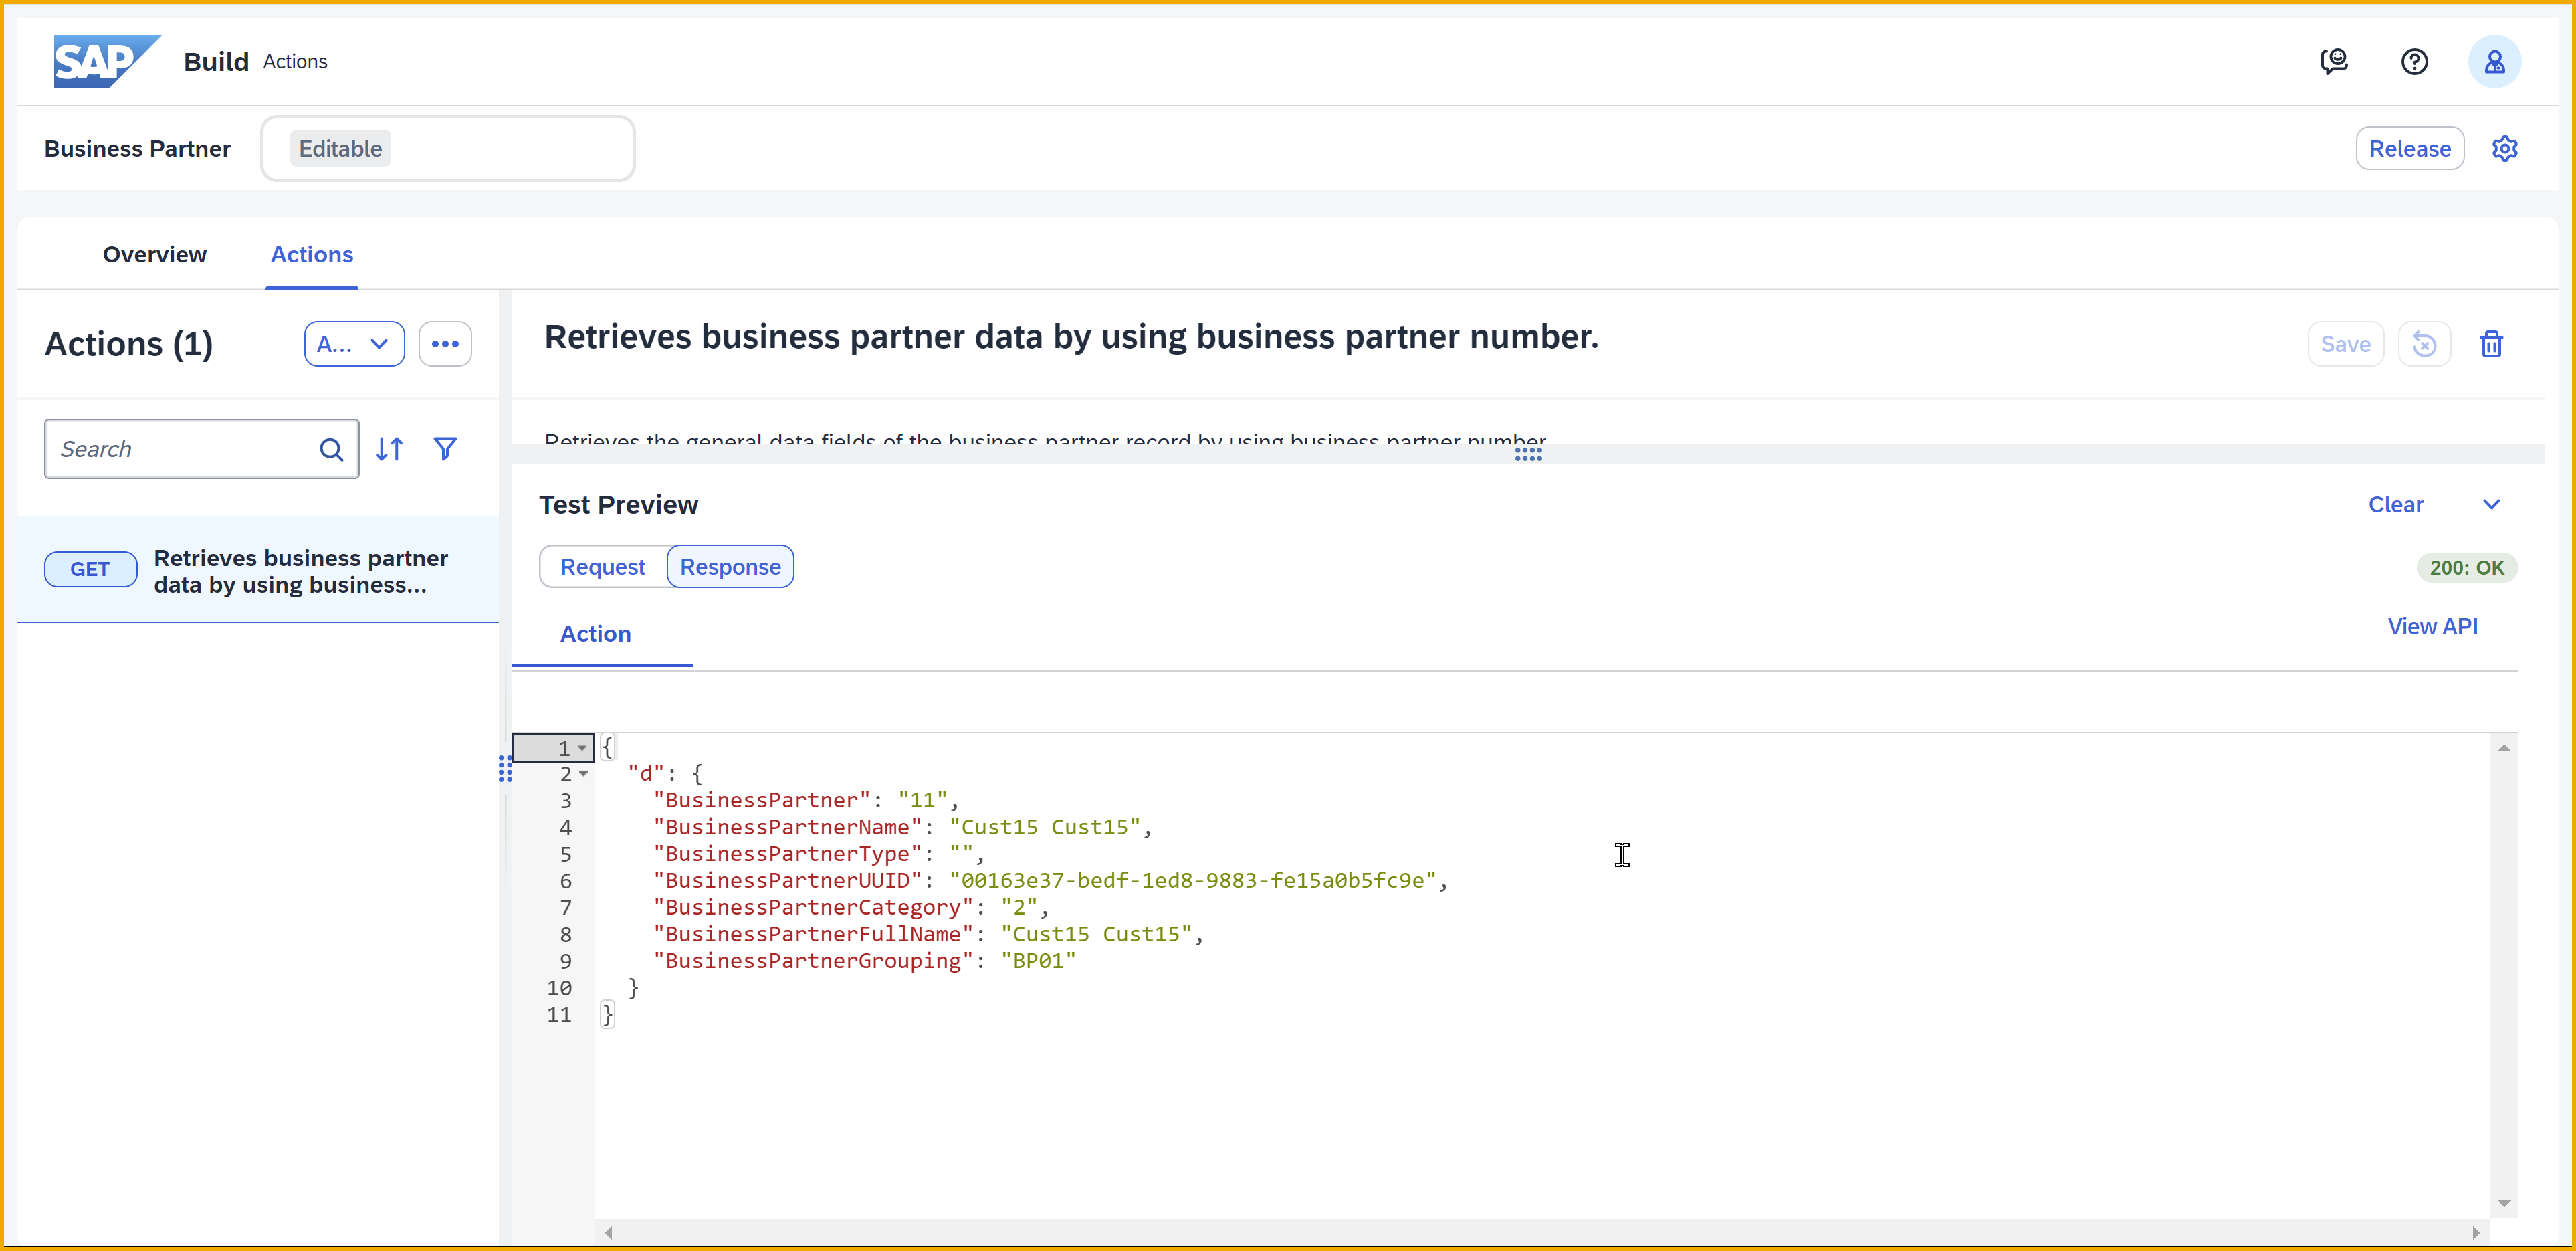 SAP Build Actions
Business Partner Editable Release
Overview Actions
Actions (1) A...
Retrieves business partner data by using business partner number. Save
Search
Retrieves the general data fields of the business partner record by using business partner number
GET Retrieves business partner
data by using business...
Test Preview Clear
Request Response 200: OK
Action View API
1 {
2 "d": {
3 "BusinessPartner": "11",
4 "BusinessPartnerName": "Cust15 Cust15",
5 "BusinessPartnerType": "",
6 "BusinessPartnerUUID": "00163e37-bedf-1ed8-9883-fe15a0b5fc9e",
7 "BusinessPartnerCategory": "2",
8 "BusinessPartnerFullName": "Cust15 Cust15",
9 "BusinessPartnerGrouping": "BP01"
10 }
11 }